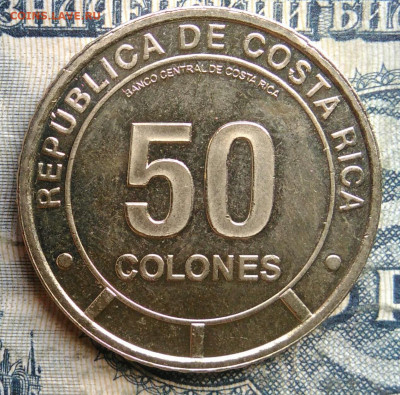 REPÚBLICA DE COSTA RICA
BANCO CENTRAL DE COSTA RICA
50
COLONES